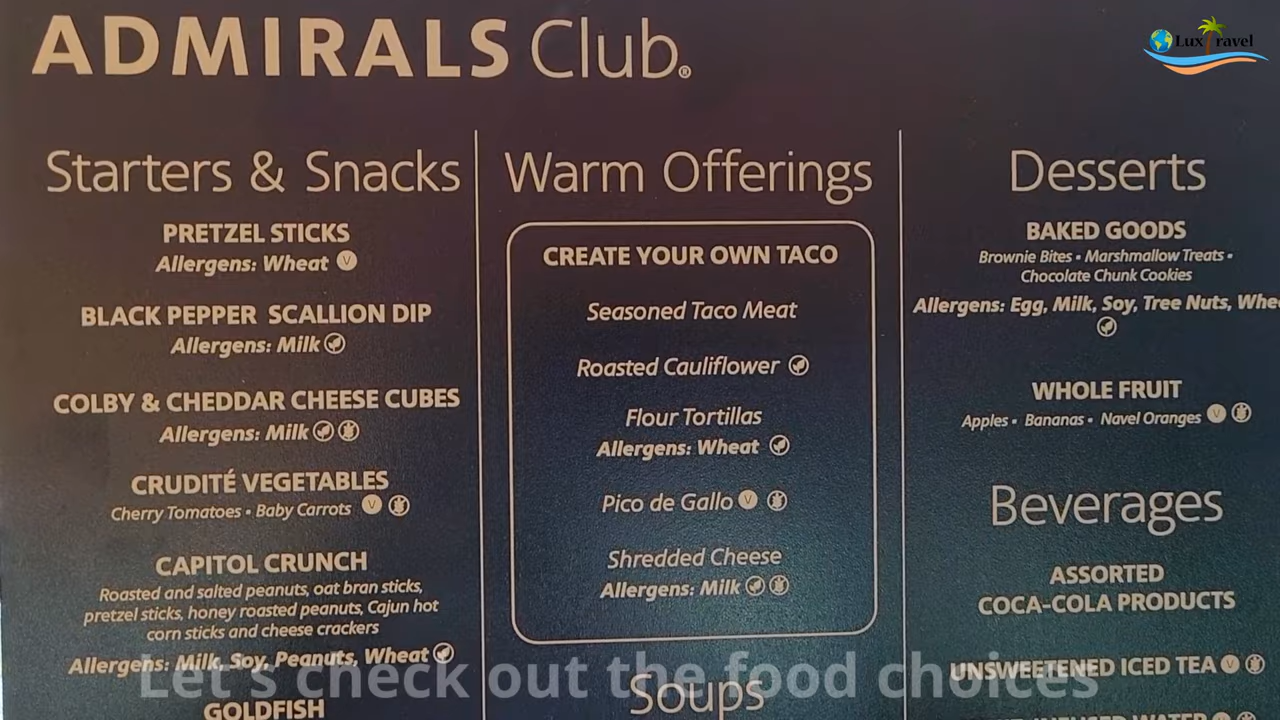 ADMIRALS Club®
Lux Travel
Starters & Snacks
PRETZEL STICKS
Allergens: Wheat V
BLACK PEPPER SCALLION DIP
Allergens: Milk
COLBY & CHEDDAR CHEESE CUBES
Allergens: Milk
CRUDITÉ VEGETABLES
Cherry Tomatoes • Baby Carrots V
CAPITOL CRUNCH
Roasted and salted peanuts, oat bran sticks,
pretzel sticks, honey roasted peanuts, Cajun hot
corn sticks and cheese crackers
Allergens: Milk, Soy, Peanuts, Wheat
GOLDFISH
Warm Offerings
CREATE YOUR OWN TACO
Seasoned Taco Meat
Roasted Cauliflower
Flour Tortillas
Allergens: Wheat
Pico de Gallo V
Shredded Cheese
Allergens: Milk
Soups
Desserts
BAKED GOODS
Brownie Bites • Marshmallow Treats •
Chocolate Chunk Cookies
Allergens: Egg, Milk, Soy, Tree Nuts, Whe
WHOLE FRUIT
Apples • Bananas • Navel Oranges V
Beverages
ASSORTED
COCA-COLA PRODUCTS
UNSWEETENED ICED TEA V
Let's check out the food choices